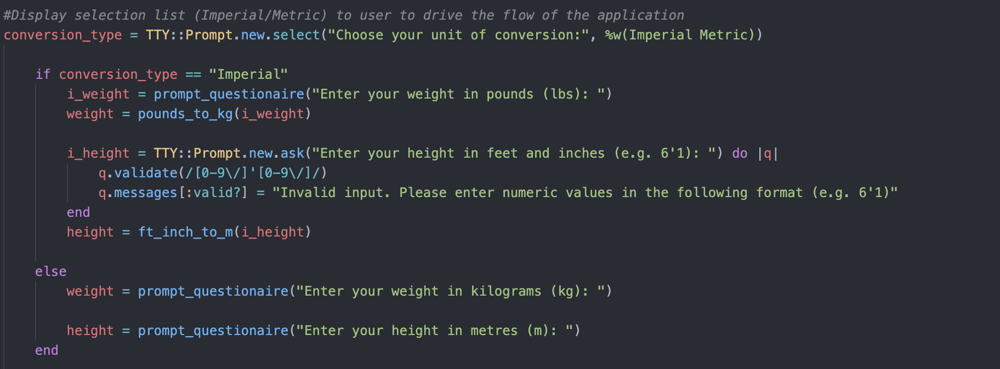 #Display selection list (Imperial/Metric) to user to drive the flow of the application
conversion_type = TTY::Prompt.new.select("Choose your unit of conversion:", %w(Imperial Metric))
if conversion_type == "Imperial"
i_weight = prompt_questionaire("Enter your weight in pounds (lbs): ")
weight = pounds_to_kg(i_weight)
i_height = TTY::Prompt.new.ask("Enter your height in feet and inches (e.g. 6'1): ") do |q|
q.validate(/[0-9\/]'[0-9\/]/)
q.messages[:valid?] = "Invalid input. Please enter numeric values in the following format (e.g. 6'1)"
end
height = ft_inch_to_m(i_height)
else
weight = prompt_questionaire("Enter your weight in kilograms (kg): ")
height = prompt_questionaire("Enter your height in metres (m): ")
end